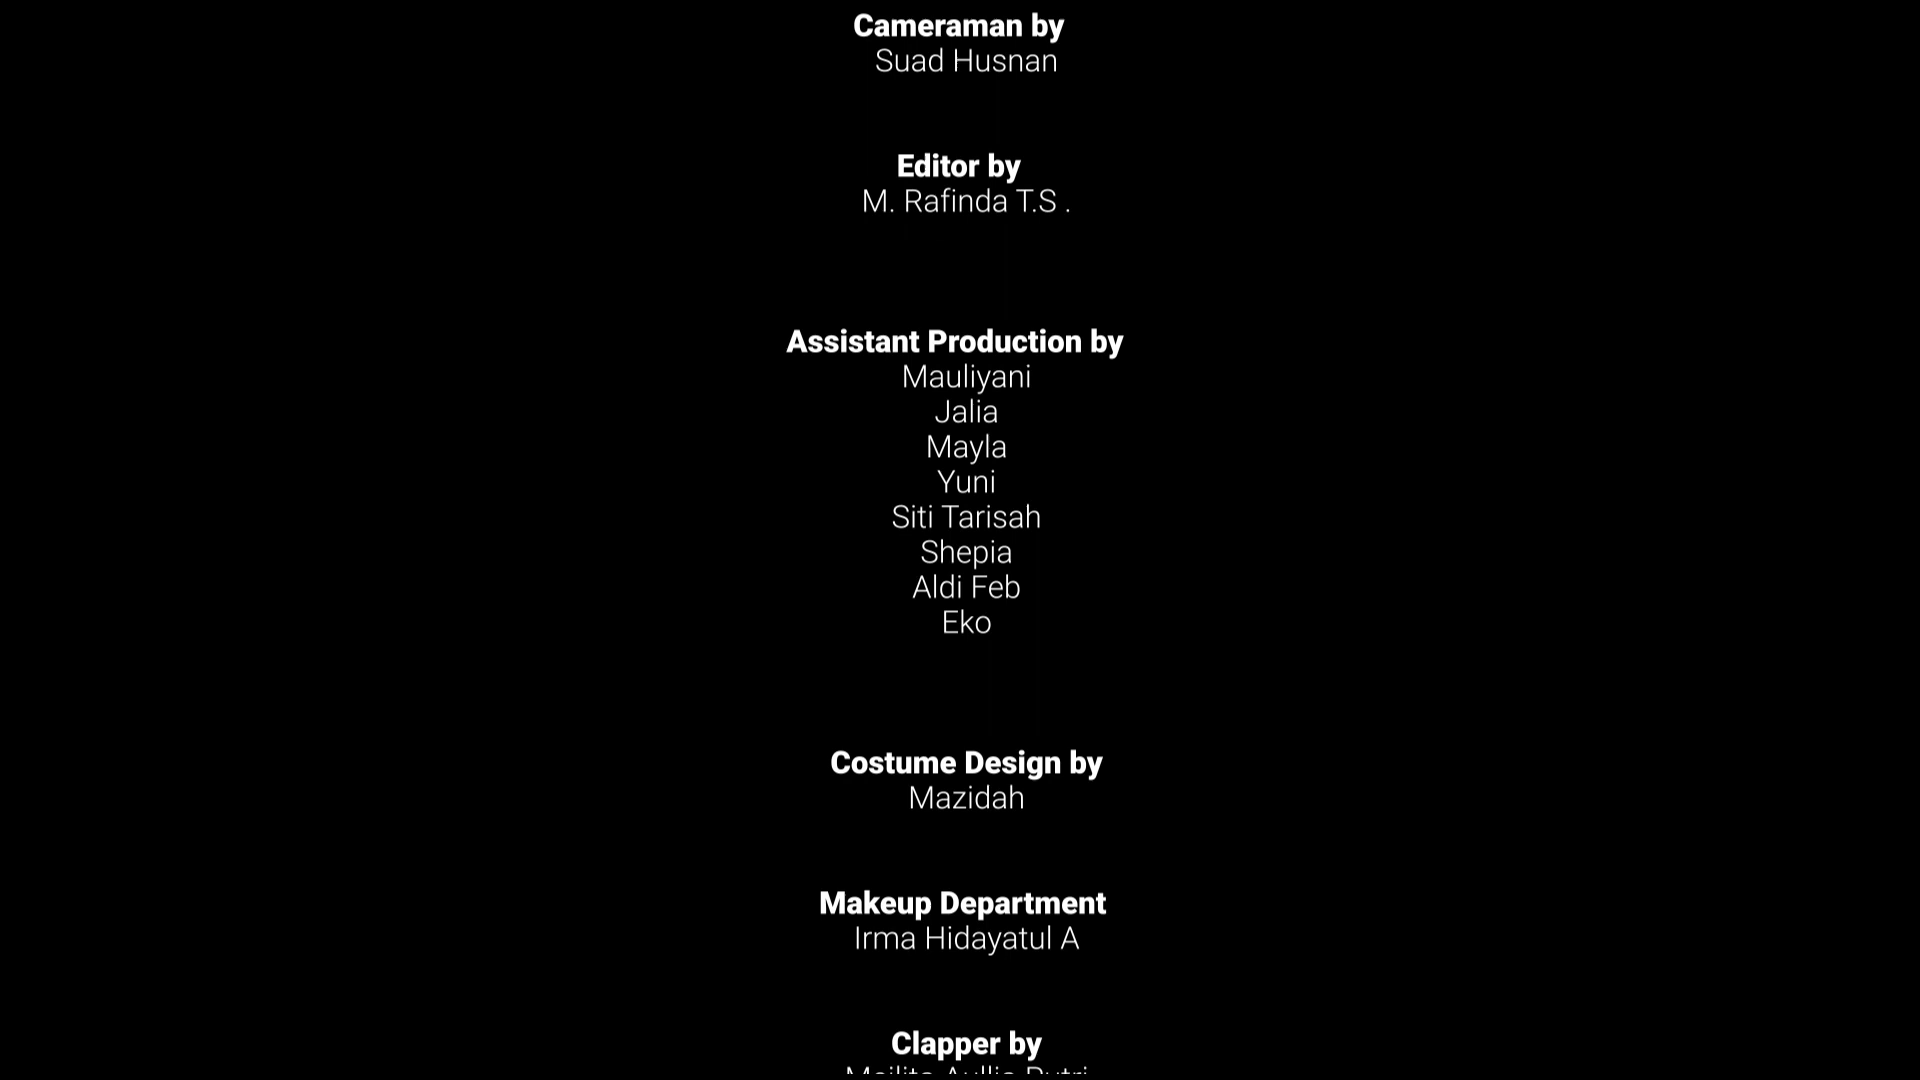 Cameraman by
Suad Husnan
Editor by
M. Rafinda T.S .
Assistant Production by
Mauliyani
Jalia
Mayla
Yuni
Siti Tarisah
Shepia
Aldi Feb
Eko
Costume Design by
Mazidah
Makeup Department
Irma Hidayatul A
Clapper by